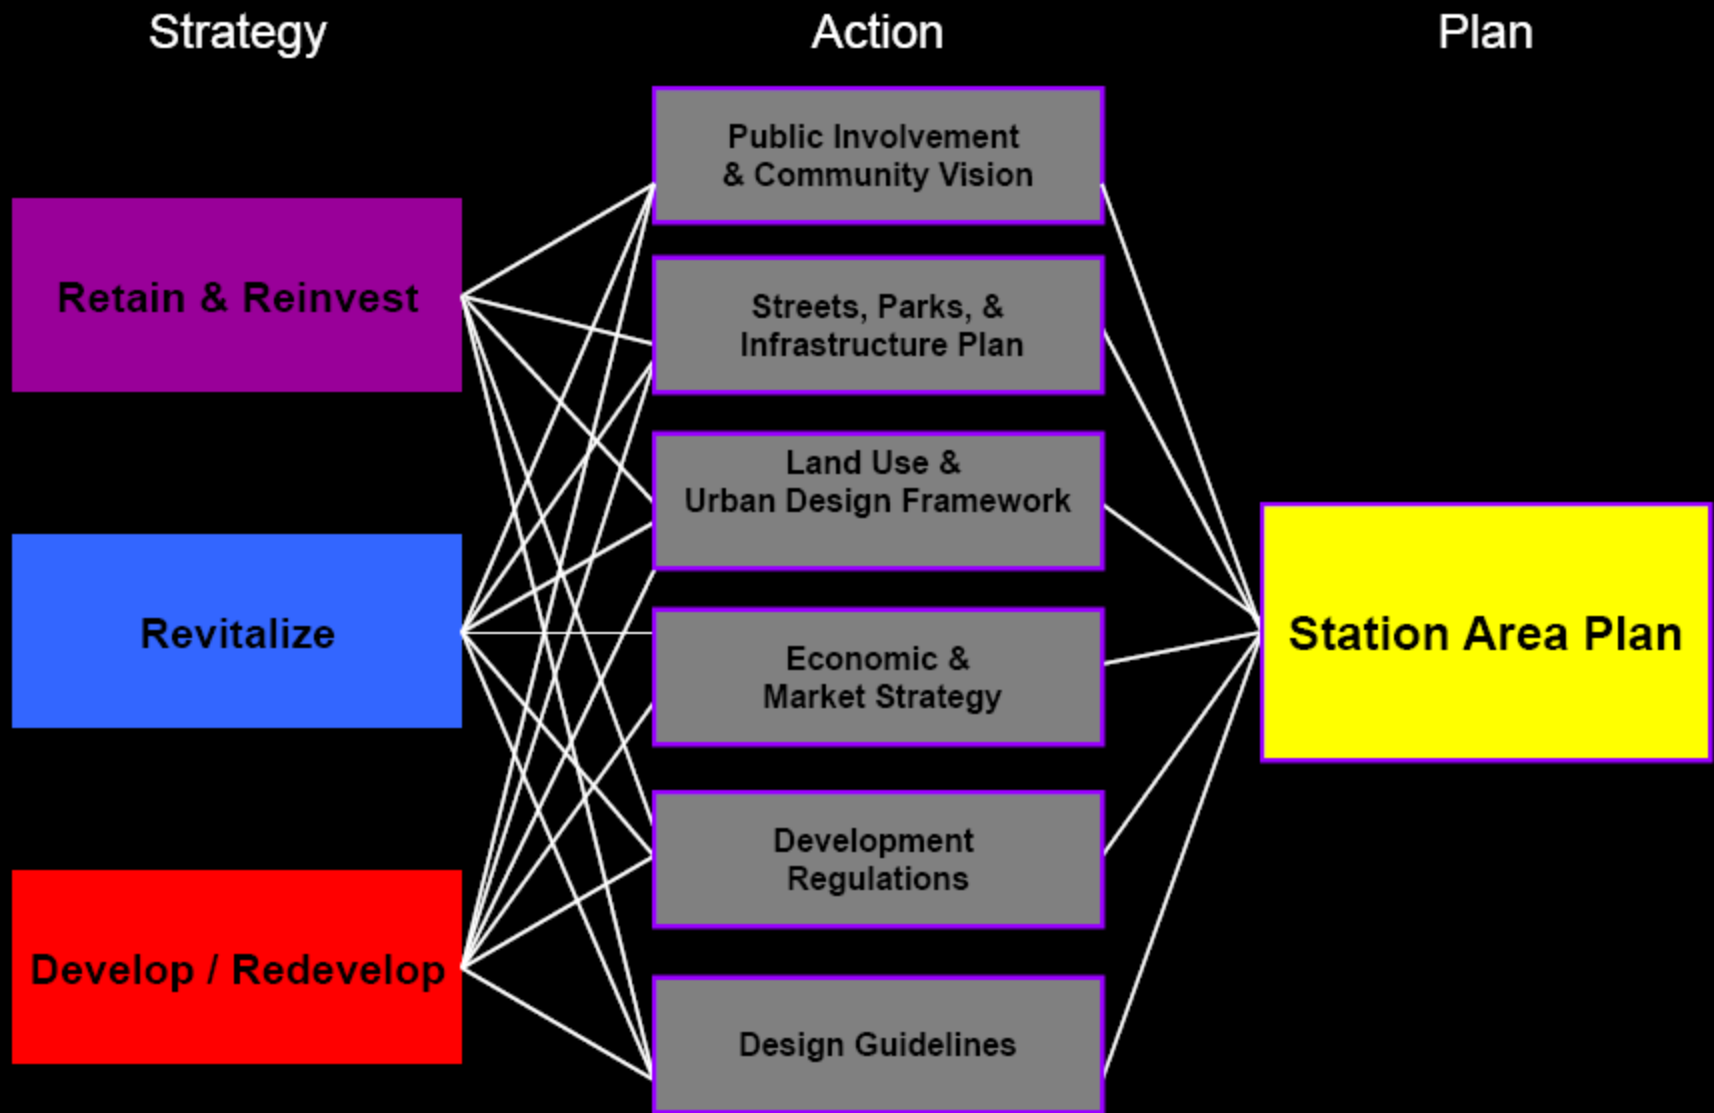 Strategy
Action
Plan
Public Involvement
& Community Vision
Retain & Reinvest
Streets, Parks, &
Infrastructure Plan
Land Use &
Urban Design Framework
Revitalize
Station Area Plan
Economic &
Market Strategy
Development
Regulations
Develop / Redevelop
Design Guidelines